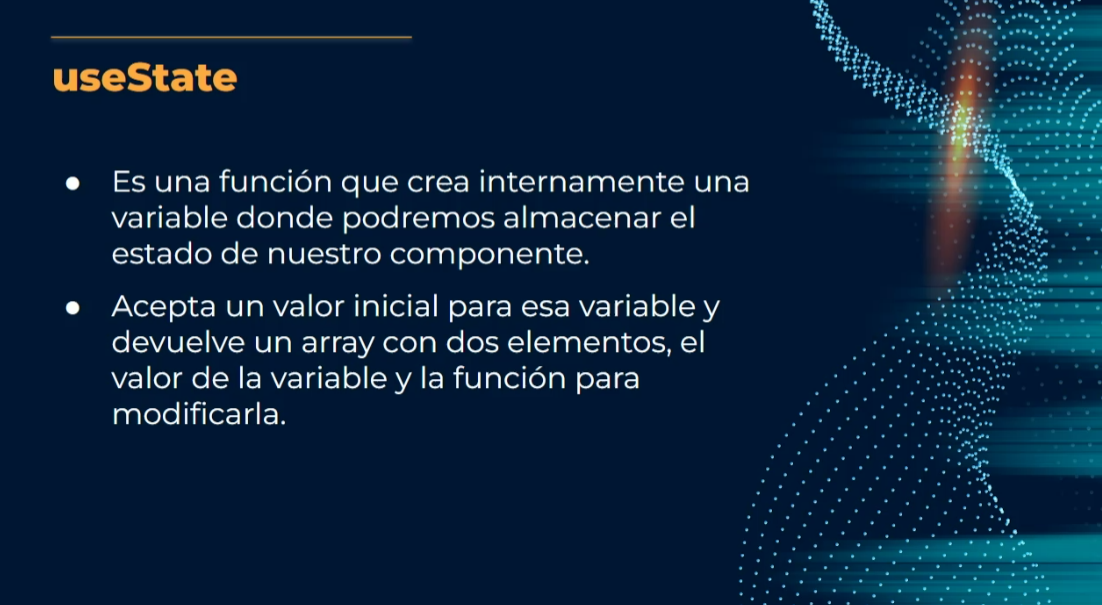 useState
● Es una función que crea internamente una
variable donde podremos almacenar el
estado de nuestro componente.
● Acepta un valor inicial para esa variable y
devuelve un array con dos elementos, el
valor de la variable y la función para
modificarla.